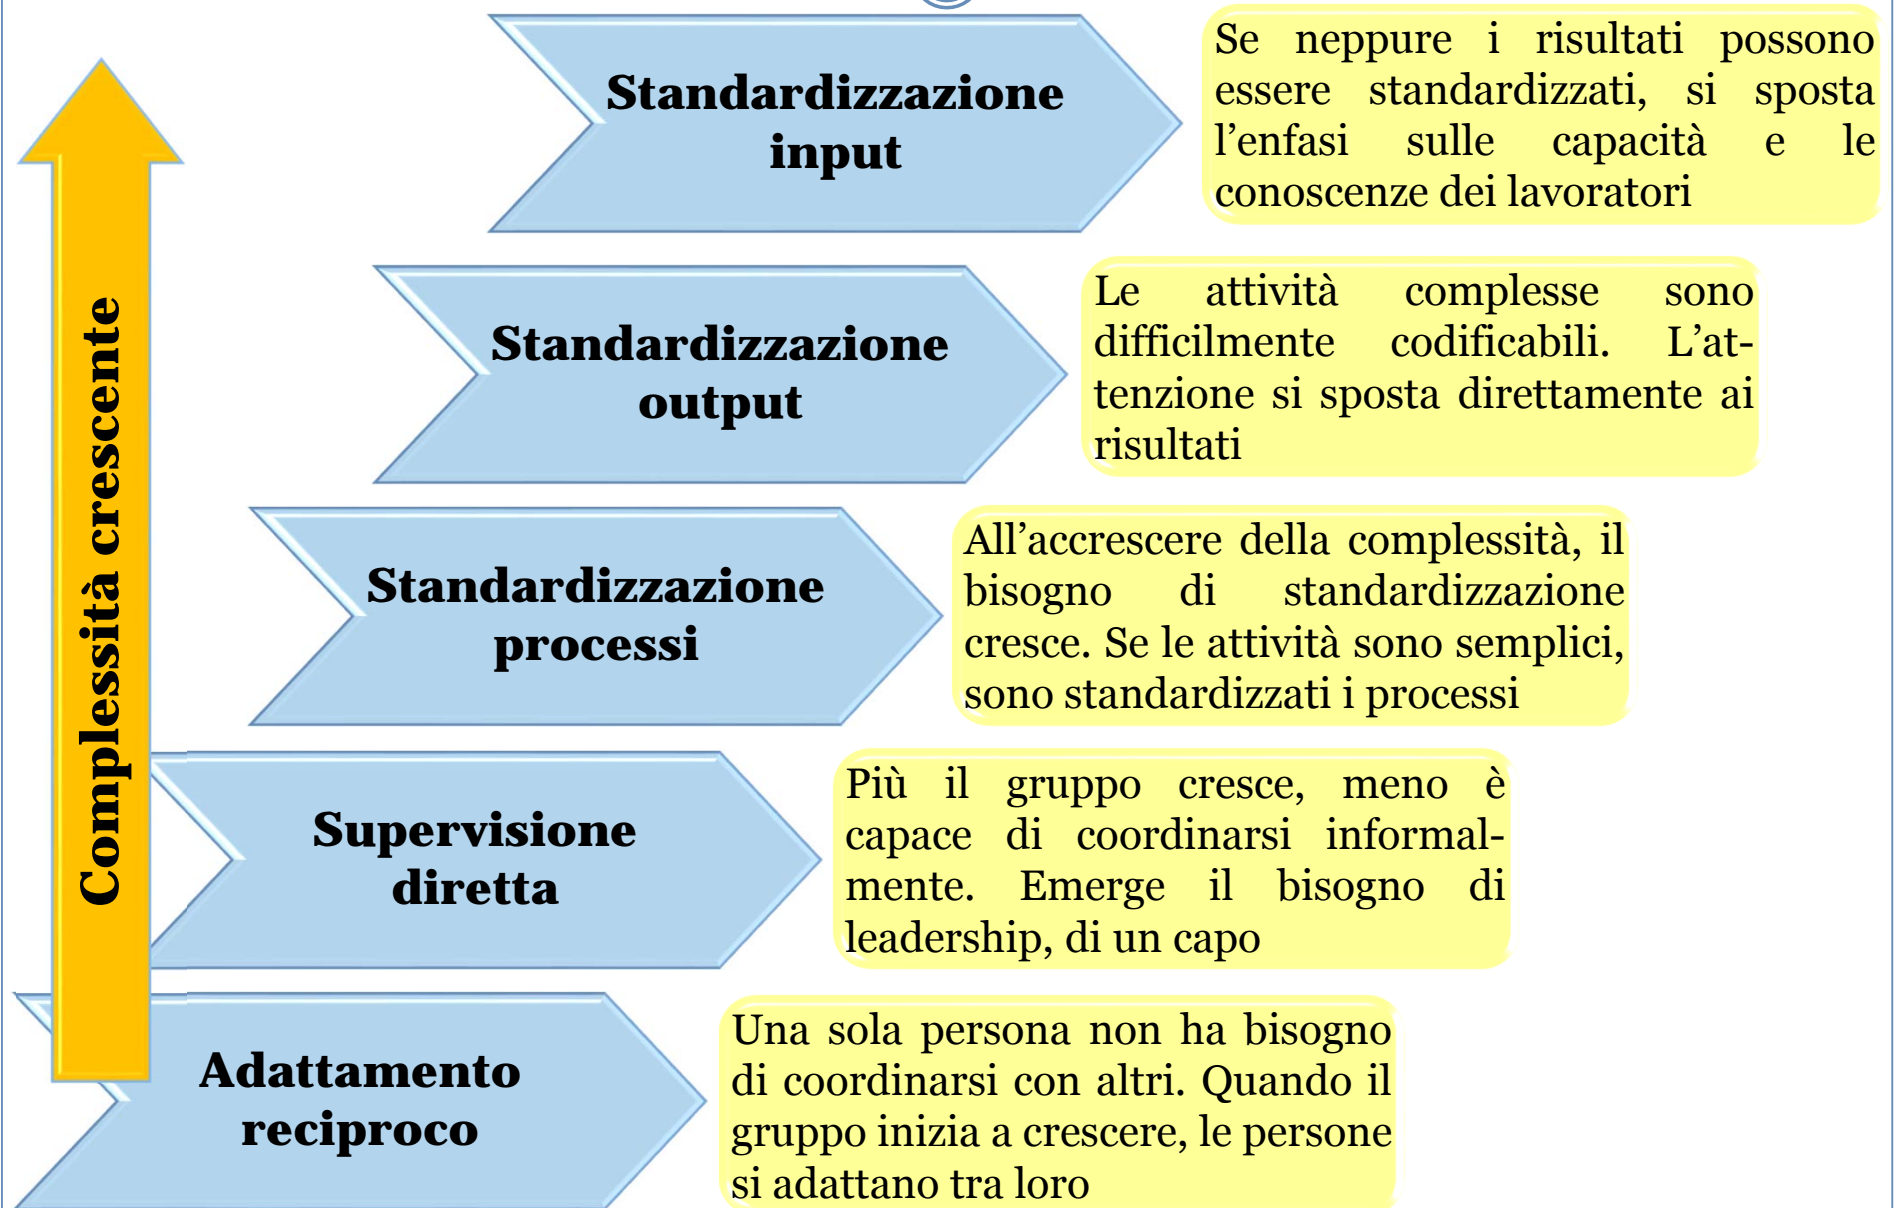 Complessità crescente
Standardizzazione
input
Se neppure i risultati possono
essere standardizzati, si sposta
l’enfasi sulle capacità e le
conoscenze dei lavoratori
Standardizzazione
output
Le attività complesse sono
difficilmente codificabili. L’at-
tenzione si sposta direttamente ai
risultati
Standardizzazione
processi
All’accrescere della complessità, il
bisogno di standardizzazione
cresce. Se le attività sono semplici,
sono standardizzati i processi
Supervisione
diretta
Più il gruppo cresce, meno è
capace di coordinarsi informal-
mente. Emerge il bisogno di
leadership, di un capo
Adattamento
reciproco
Una sola persona non ha bisogno
di coordinarsi con altri. Quando il
gruppo inizia a crescere, le persone
si adattano tra loro